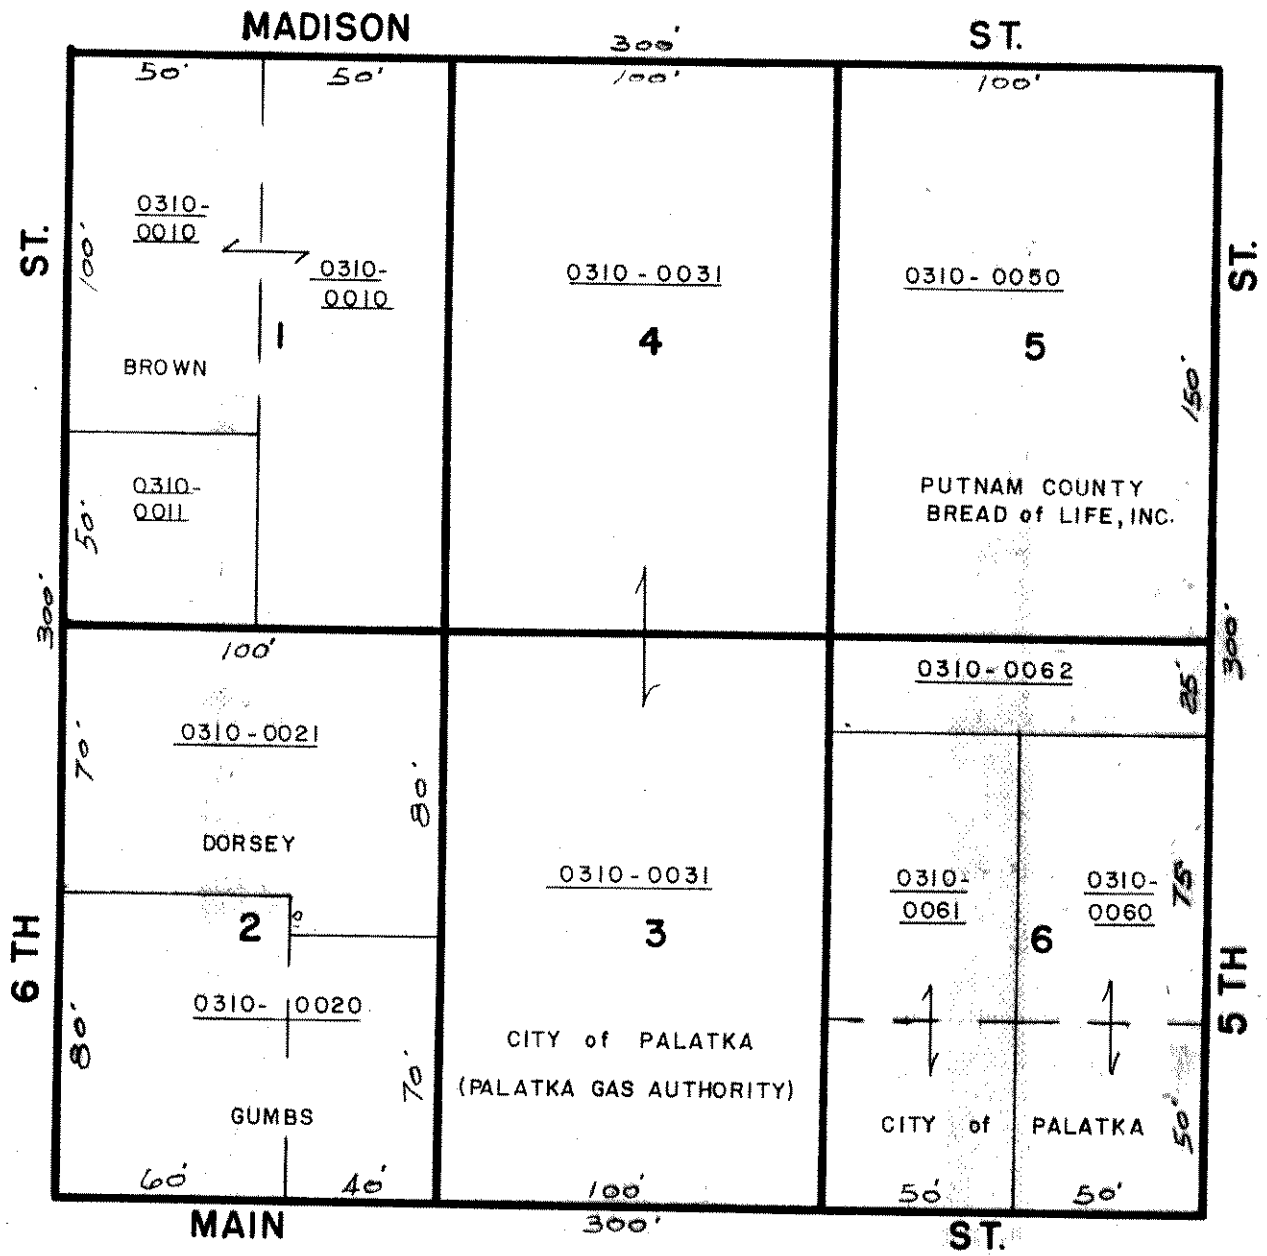 MADISON
300'
ST.
50'
50'
100'
100'
0310-
0010
100'
ST.
0310-
0010
0310-0031
0310-0050
ST.
1
4
5
BROWN
150'
0310-
0011
50'
PUTNAM COUNTY
BREAD of LIFE, INC.
300'
100'
300'
0310-0062
25'
0310-0021
70'
80'
DORSEY
0310-0031
0310-
0061
0310-
0060
75'
2
3
6
6 TH
5 TH
0310- 0020
80'
70'
CITY of PALATKA
(PALATKA GAS AUTHORITY)
GUMBS
CITY of PALATKA
50'
60'
40'
100'
50'
50'
MAIN
300'
ST.